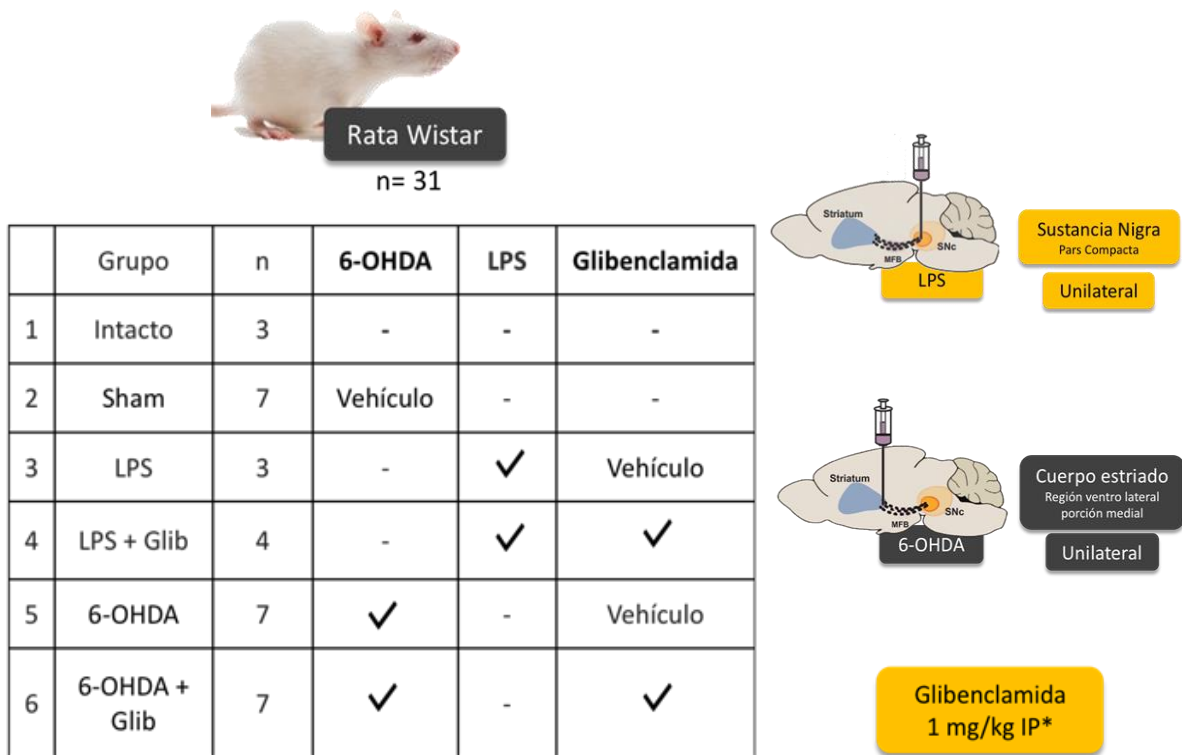 Rata Wistar
n= 31
Grupo n 6-OHDA LPS Glibenclamida
1 Intacto 3 - - -
2 Sham 7 Vehículo - -
3 LPS 3 - ✓ Vehículo
4 LPS + Glib 4 - ✓ ✓
5 6-OHDA 7 ✓ - Vehículo
6 6-OHDA + Glib 7 ✓ - ✓
Striatum
SNc
MFB
LPS
Sustancia Nigra
Pars Compacta
Unilateral
Striatum
SNc
MFB
6-OHDA
Cuerpo estriado
Región ventro lateral
porción medial
Unilateral
Glibenclamida
1 mg/kg IP*